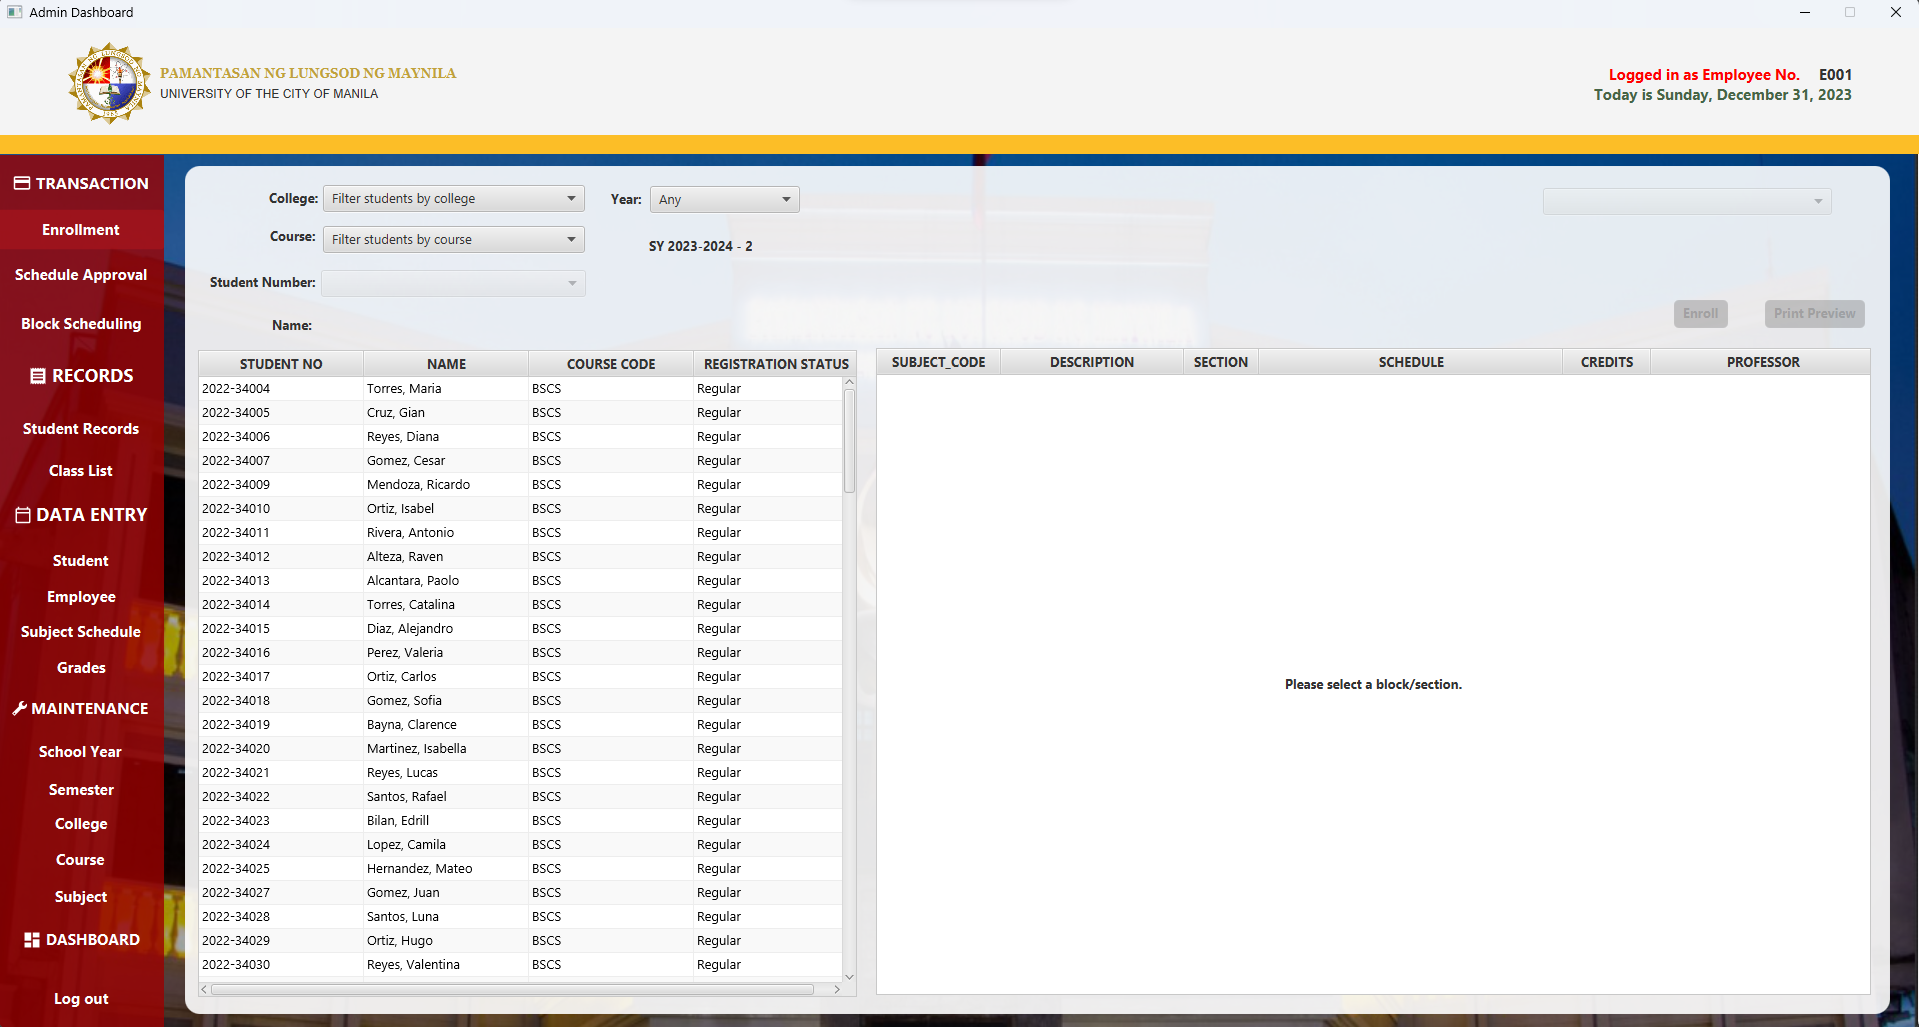 Admin Dashboard
PAMANTASAN NG LUNGSOD NG MAYNILA
UNIVERSITY OF THE CITY OF MANILA
Logged in as Employee No. E001
Today is Sunday, December 31, 2023
TRANSACTION
Enrollment
Schedule Approval
Block Scheduling
RECORDS
Student Records
Class List
DATA ENTRY
Student
Employee
Subject Schedule
Grades
MAINTENANCE
School Year
Semester
College
Course
Subject
DASHBOARD
Log out
College: Filter students by college
Year: Any
Course: Filter students by course
SY 2023-2024 - 2
Student Number:
Name:
Enroll
Print Preview
STUDENT NO NAME COURSE CODE REGISTRATION STATUS
2022-34004 Torres, Maria BSCS Regular
2022-34005 Cruz, Gian BSCS Regular
2022-34006 Reyes, Diana BSCS Regular
2022-34007 Gomez, Cesar BSCS Regular
2022-34009 Mendoza, Ricardo BSCS Regular
2022-34010 Ortiz, Isabel BSCS Regular
2022-34011 Rivera, Antonio BSCS Regular
2022-34012 Alteza, Raven BSCS Regular
2022-34013 Alcantara, Paolo BSCS Regular
2022-34014 Torres, Catalina BSCS Regular
2022-34015 Diaz, Alejandro BSCS Regular
2022-34016 Perez, Valeria BSCS Regular
2022-34017 Ortiz, Carlos BSCS Regular
2022-34018 Gomez, Sofia BSCS Regular
2022-34019 Bayna, Clarence BSCS Regular
2022-34020 Martinez, Isabella BSCS Regular
2022-34021 Reyes, Lucas BSCS Regular
2022-34022 Santos, Rafael BSCS Regular
2022-34023 Bilan, Edrill BSCS Regular
2022-34024 Lopez, Camila BSCS Regular
2022-34025 Hernandez, Mateo BSCS Regular
2022-34027 Gomez, Juan BSCS Regular
2022-34028 Santos, Luna BSCS Regular
2022-34029 Ortiz, Hugo BSCS Regular
2022-34030 Reyes, Valentina BSCS Regular
SUBJECT_CODE DESCRIPTION SECTION SCHEDULE CREDITS PROFESSOR
Please select a block/section.